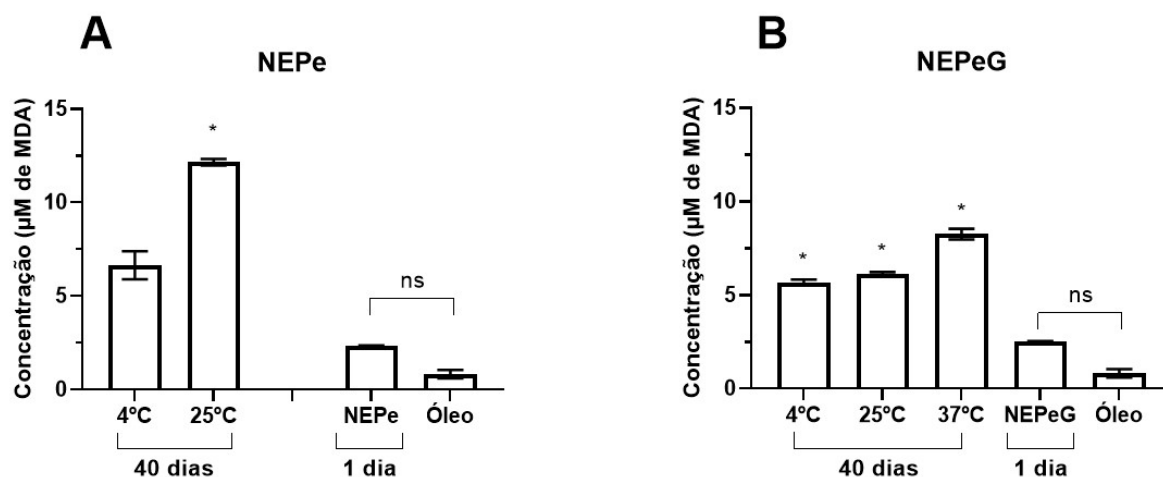 A
NEPe
Concentração (µM de MDA)
15
10
5
0
*
ns
4ºC 25ºC NEPe Óleo
40 dias 1 dia
B
NEPeG
Concentração (µM de MDA)
15
10
5
0
* * *
ns
4ºC 25ºC 37ºC NEPeG Óleo
40 dias 1 dia